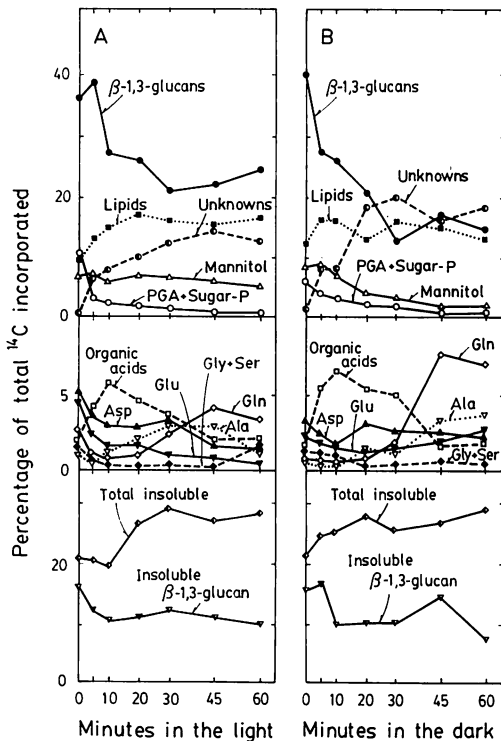 Percentage of total ¹⁴C incorporated
A
40
β-1,3-glucans
20
Lipids
Unknowns
Mannitol
PGA+Sugar-P
0
Organic acids
Gly+Ser
Glu
Gln
5
Asp
Ala
0
Total insoluble
20
Insoluble
β-1,3-glucan
0
0 10 20 30 45 60
Minutes in the light
B
β-1,3-glucans
Unknowns
Lipids
PGA+Sugar-P
Mannitol
Organic
acids
Gln
Asp
Glu
Ala
Gly+Ser
Total insoluble
Insoluble
β-1,3-glucan
0 10 20 30 45 60
Minutes in the dark